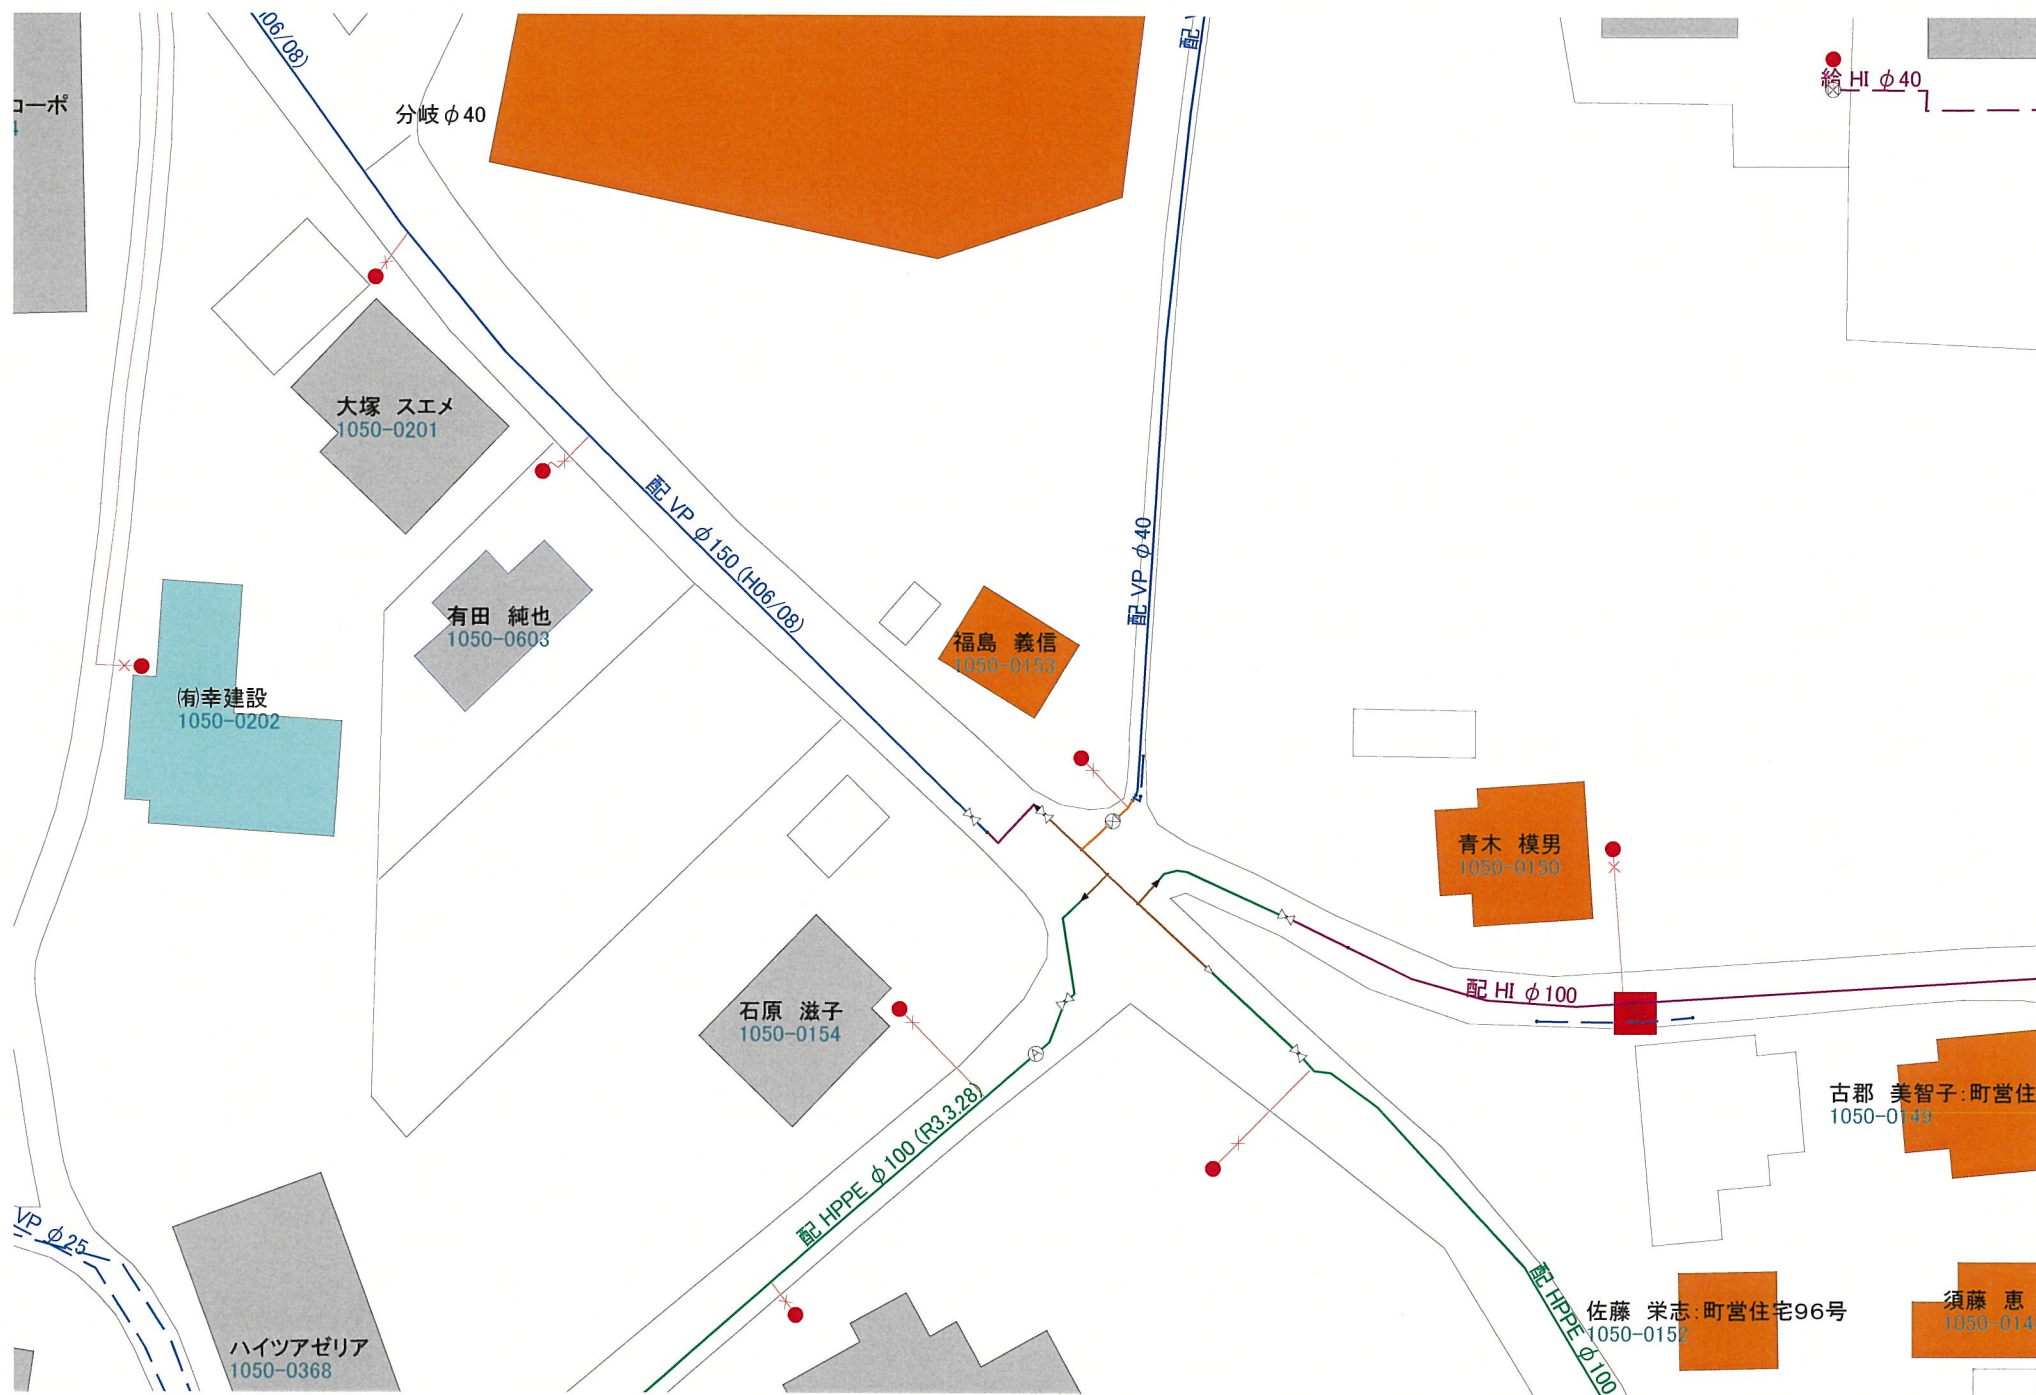 H06/08)
配
給 HI φ40
コーポ
分岐φ40
大塚 スエメ
1050-0201
配 VP φ150 (H06/08)
配 VP φ40
有田 純也
1050-0603
福島 義信
1050-0153
㈲幸建設
1050-0202
青木 模男
1050-0150
配 HI φ100
石原 滋子
1050-0154
A
古郡 美智子:町営住
1050-0149
配 HPPE φ100 (R3.3.28)
VP φ25
配 HPPE φ100
佐藤 栄志:町営住宅96号
1050-0152
須藤 恵
1050-014
ハイツアゼリア
1050-0368